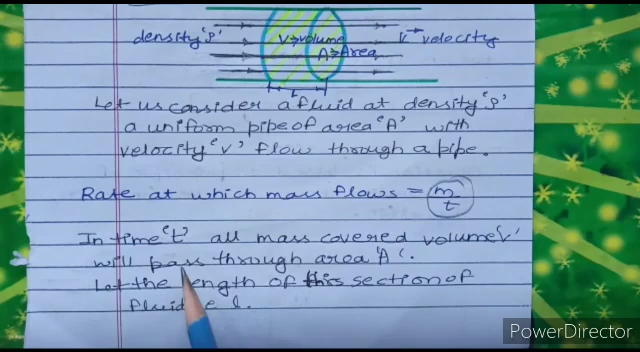 density 'ρ' V→volume V→velocity
A→Area
L
Let us consider a fluid at density 'ρ'
a uniform pipe of area 'A' with
velocity 'v' flow through a pipe.
Rate at which mass flows = m/t
In time 't' all mass covered volume 'v'
will pass through area 'A'.
Let the length of this section of
fluid e l.
PowerDirector